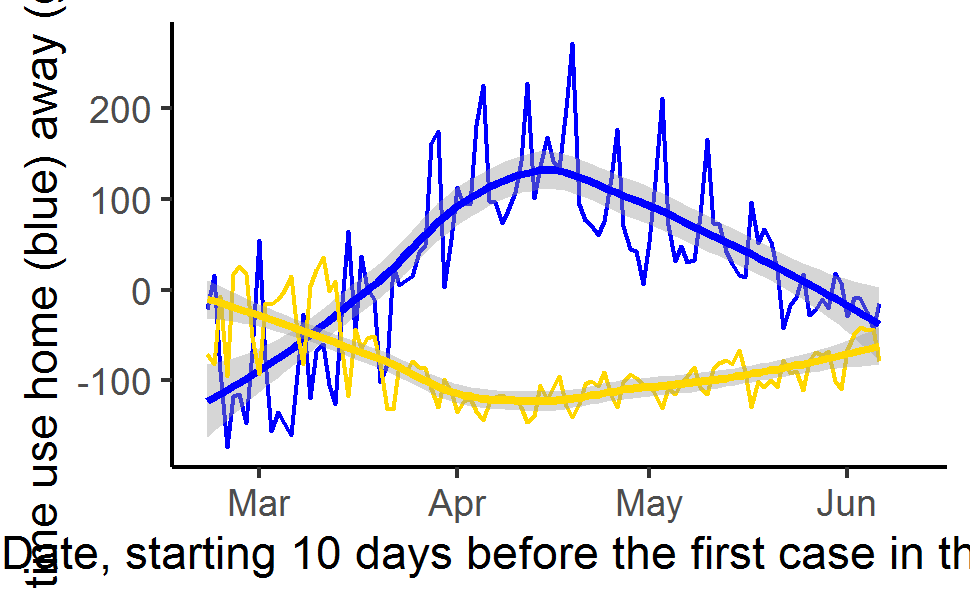 time use home (blue) away (g
200
100
0
-100
Mar Apr May Jun
Date, starting 10 days before the first case in th